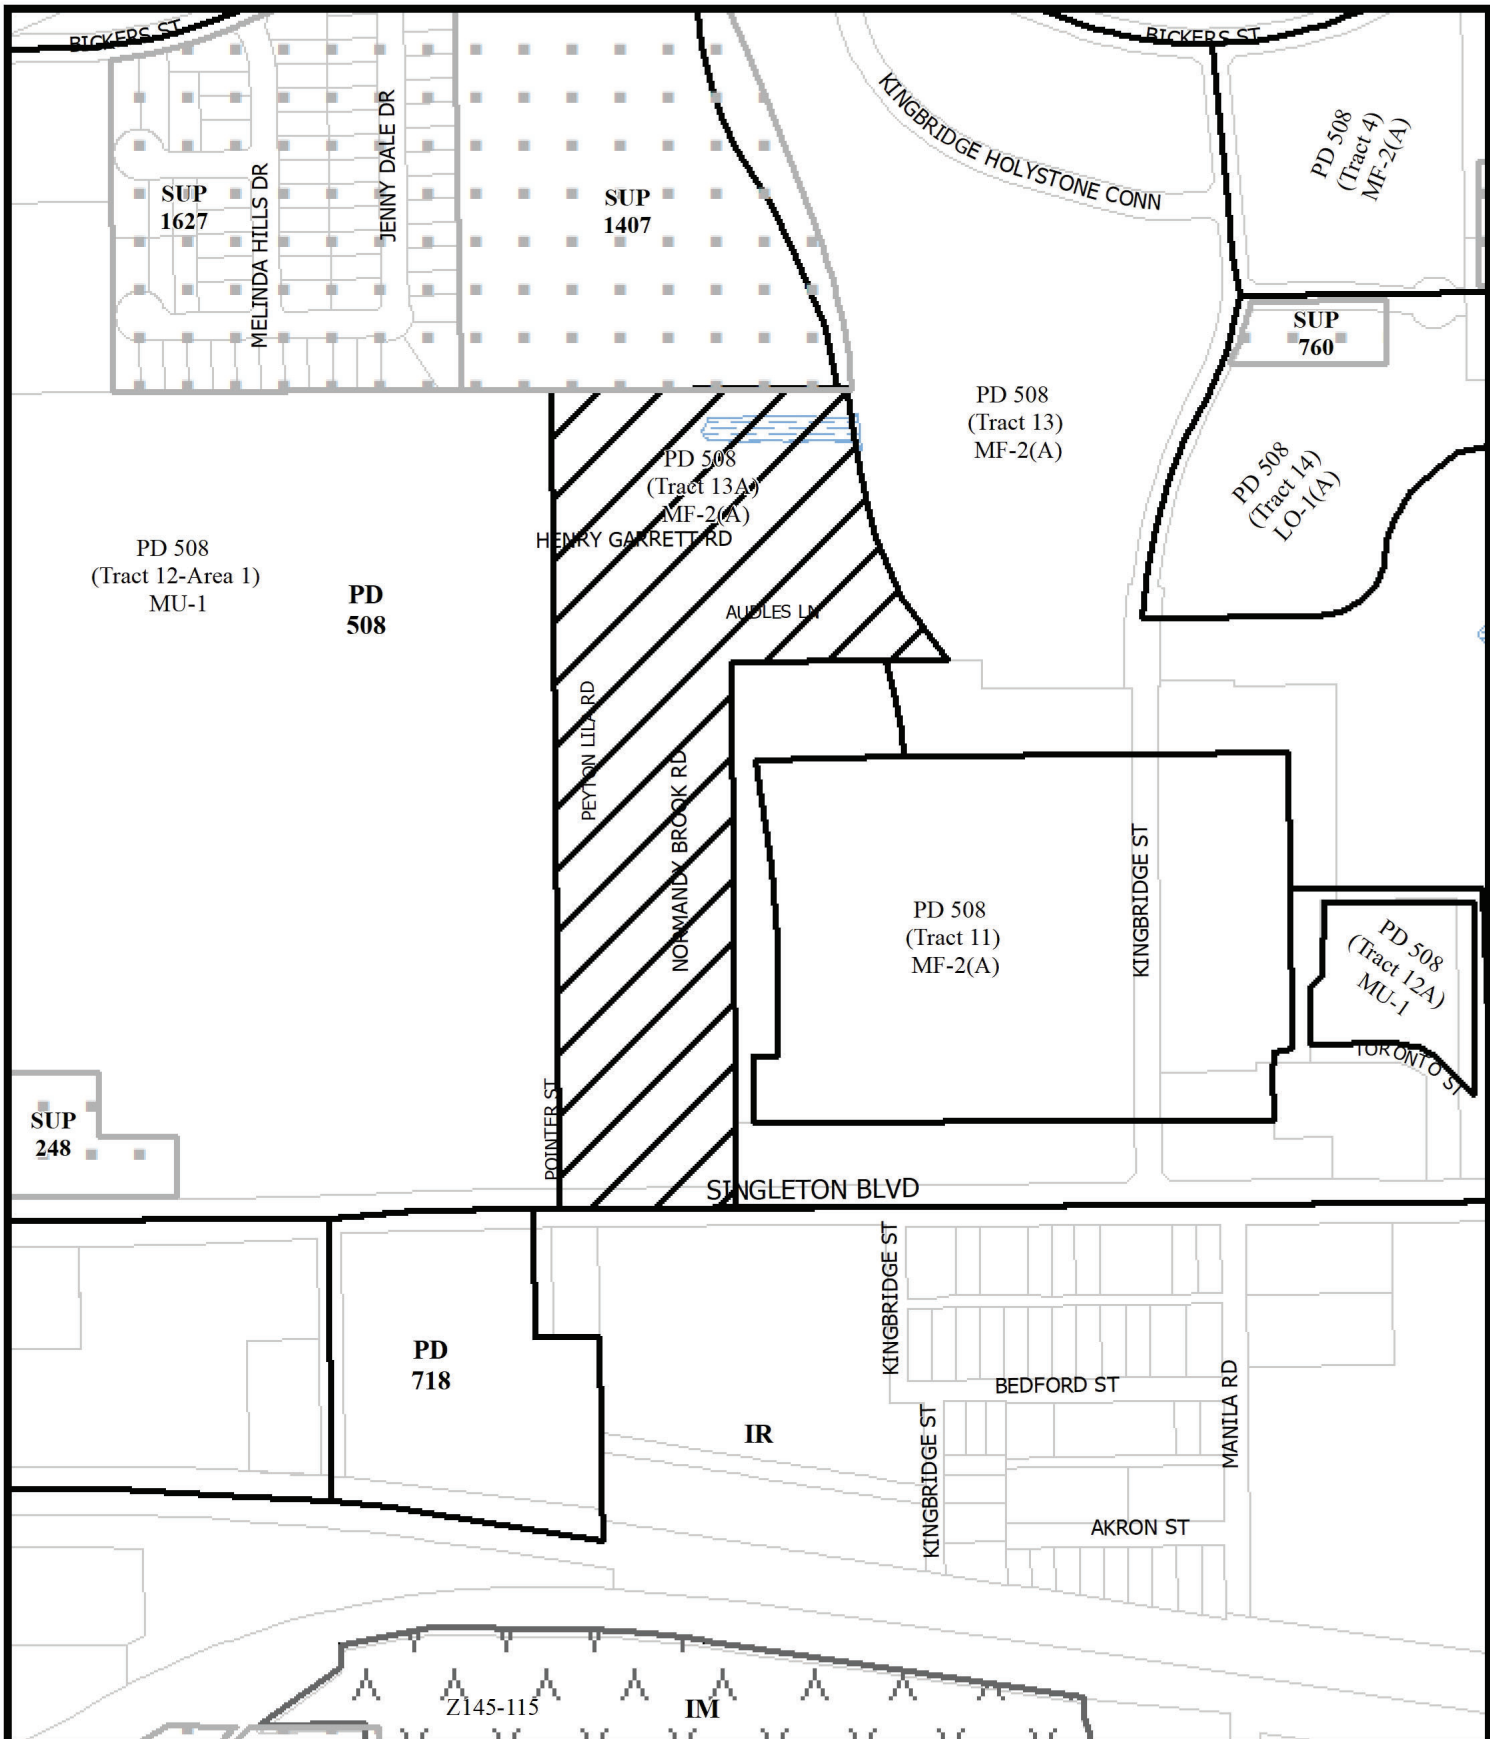 BICKERS ST
BICKERS ST
KINGBRIDGE HOLYSTONE CONN
PD 508
(Tract 4)
MF-2(A)
JENNY DALE DR
MELINDA HILLS DR
SUP
1627
SUP
1407
SUP
760
PD 508
(Tract 13)
MF-2(A)
PD 508
(Tract 14)
LO-1(A)
PD 508
(Tract 13A)
MF-2(A)
HENRY GARRETT RD
PD 508
(Tract 12-Area 1)
MU-1
PD
508
AUDLES LN
PEYTON LILA RD
NORMANDY BROOK RD
KINGBRIDGE ST
PD 508
(Tract 11)
MF-2(A)
PD 508
(Tract 12A)
MU-1
TORONTO ST
SUP
248
POINTER ST
SINGLETON BLVD
KINGBRIDGE ST
PD
718
BEDFORD ST
MANILA RD
IR
KINGBRIDGE ST
AKRON ST
Z145-115
IM